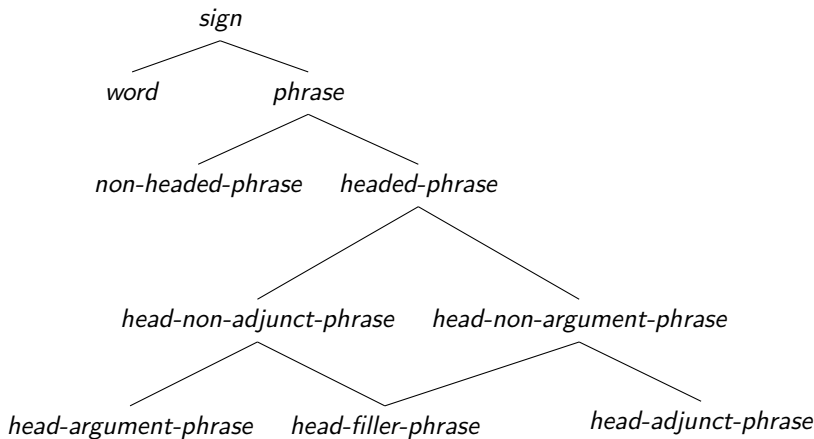 sign
word phrase
non-headed-phrase headed-phrase
head-non-adjunct-phrase head-non-argument-phrase
head-argument-phrase head-filler-phrase head-adjunct-phrase